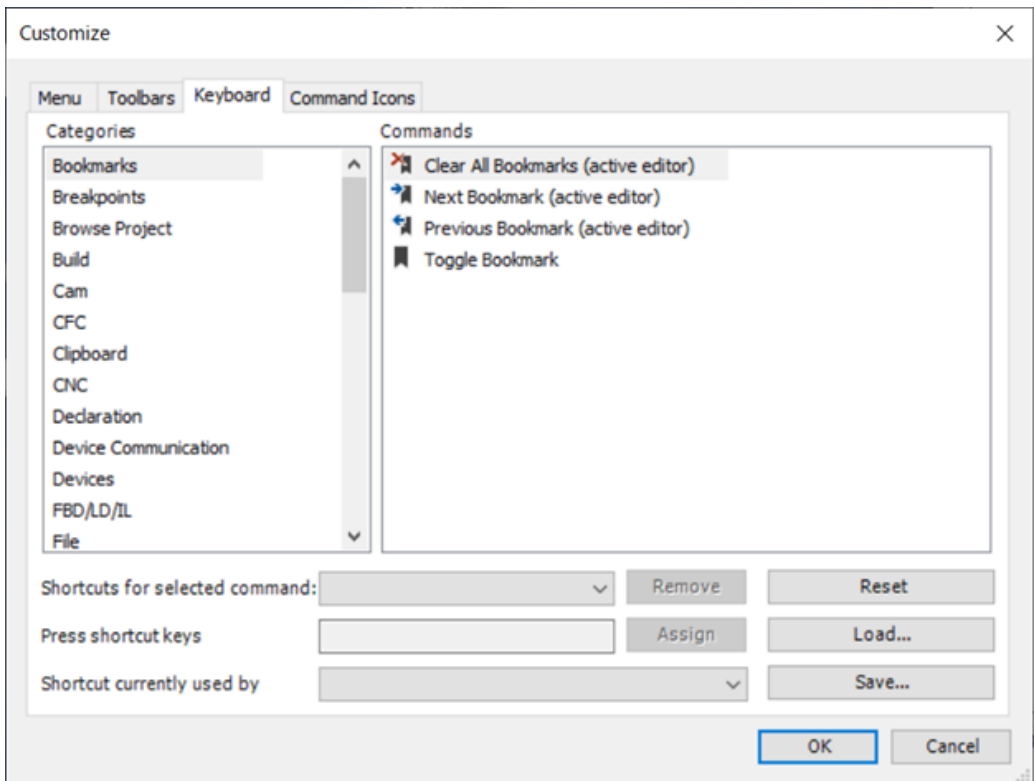 Customize
Menu Toolbars Keyboard Command Icons
Categories
Bookmarks
Breakpoints
Browse Project
Build
Cam
CFC
Clipboard
CNC
Declaration
Device Communication
Devices
FBD/LD/IL
File
Commands
Clear All Bookmarks (active editor)
Next Bookmark (active editor)
Previous Bookmark (active editor)
Toggle Bookmark
Shortcuts for selected command: Remove Reset
Press shortcut keys Assign Load...
Shortcut currently used by Save...
OK Cancel